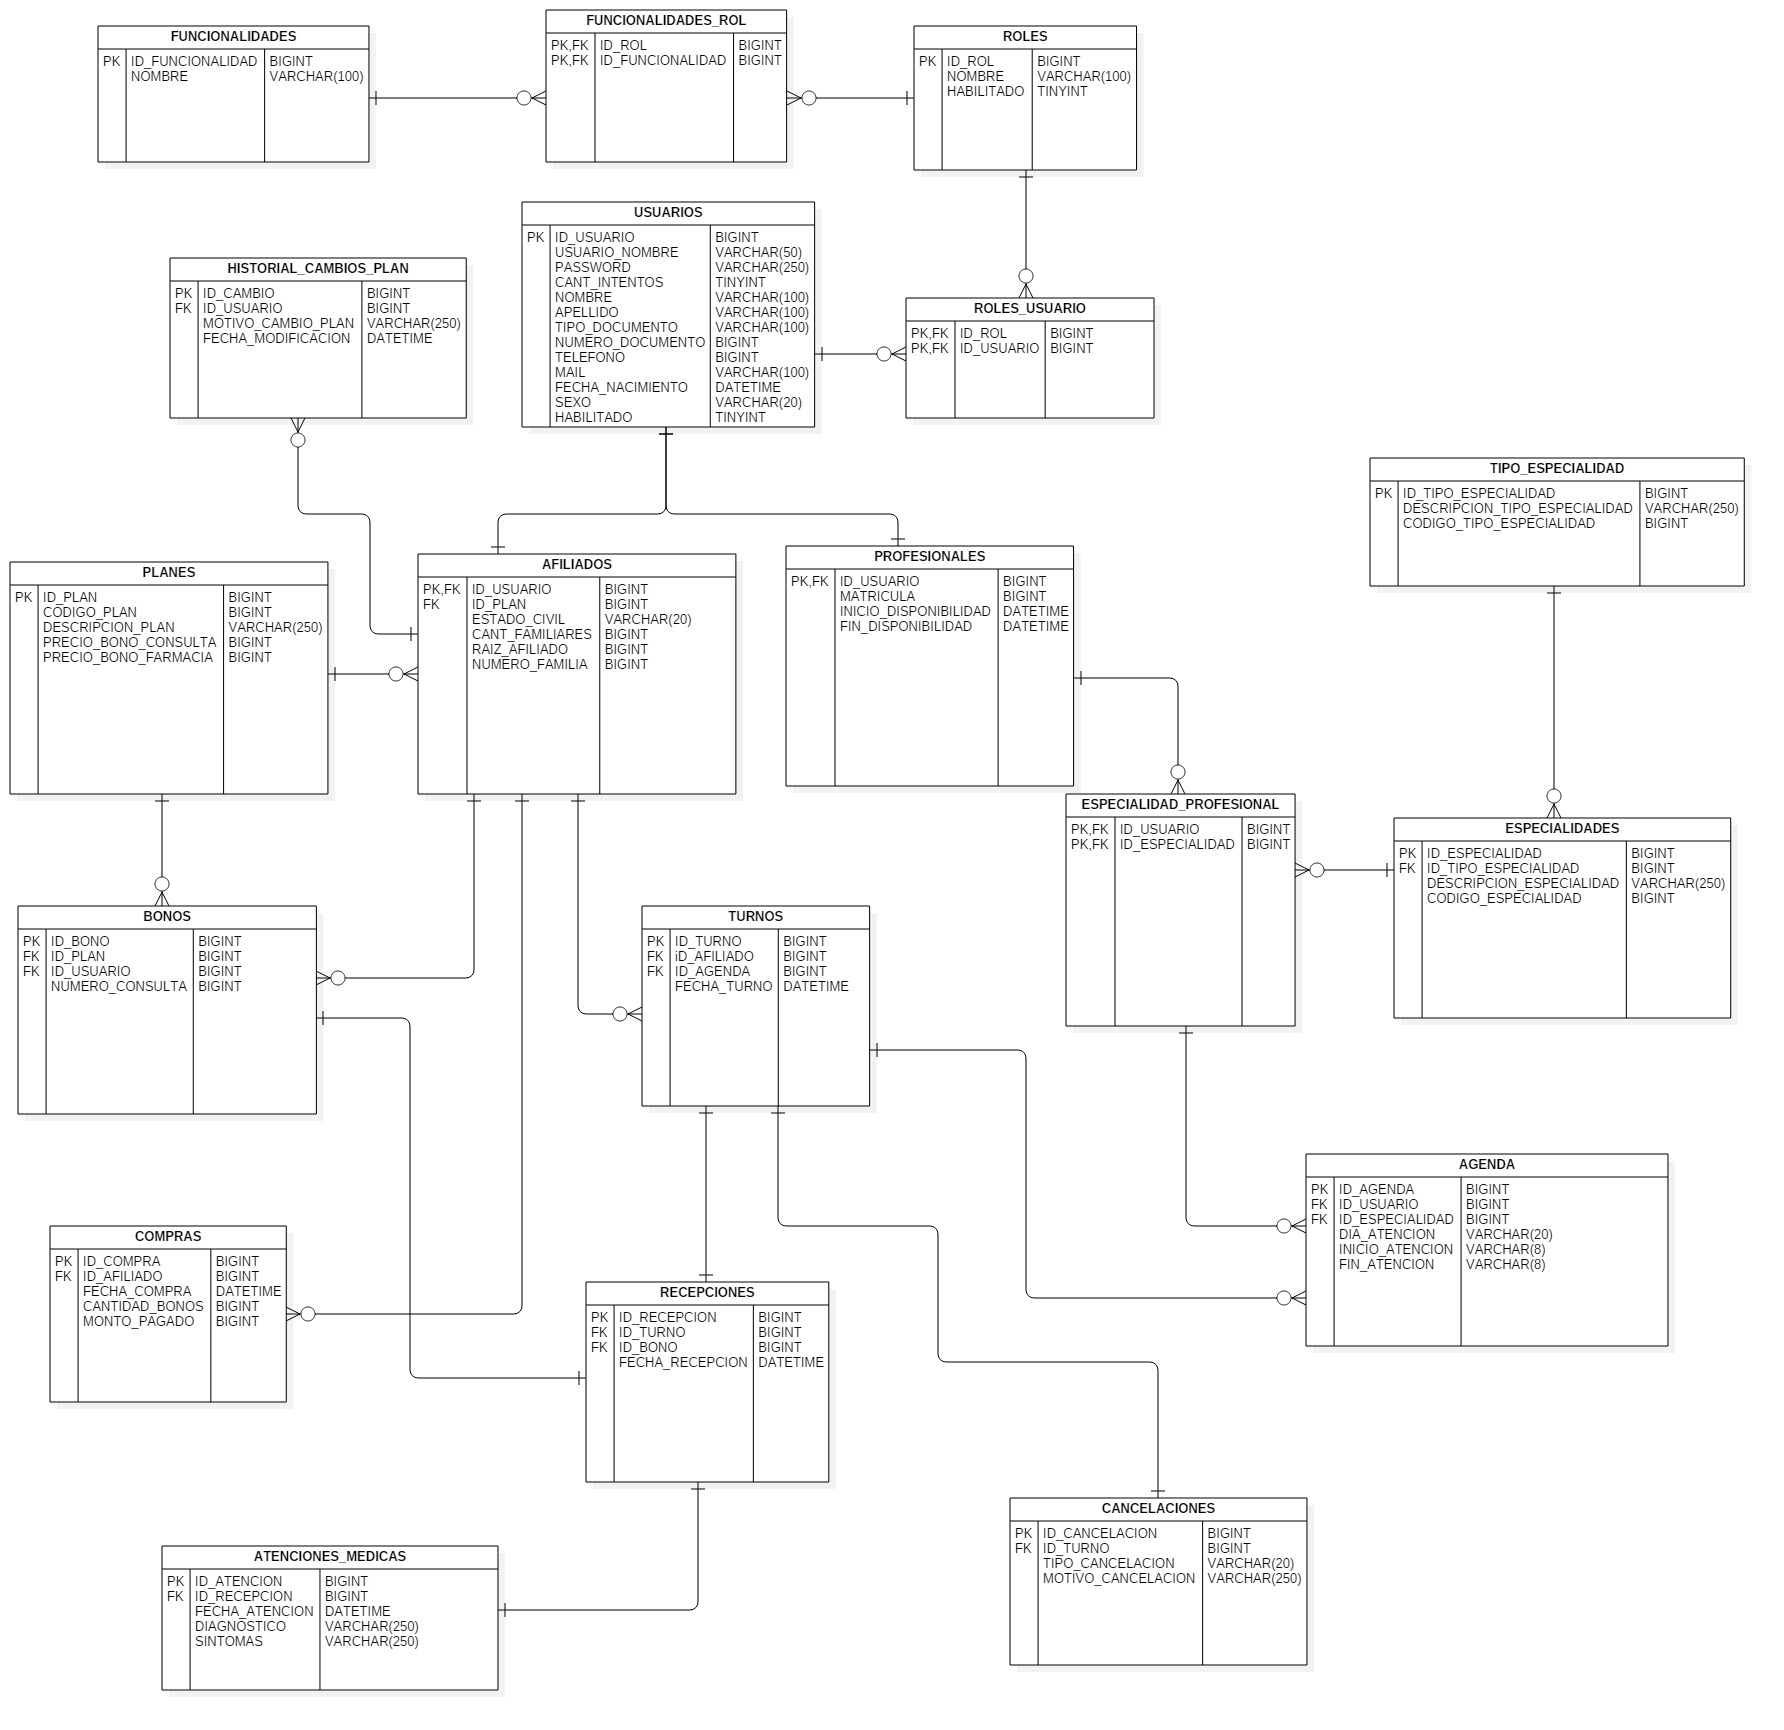 FUNCIONALIDADES
PK ID_FUNCIONALIDAD BIGINT
NOMBRE VARCHAR(100)
FUNCIONALIDADES_ROL
PK,FK ID_ROL BIGINT
PK,FK ID_FUNCIONALIDAD BIGINT
ROLES
PK ID_ROL BIGINT
NOMBRE VARCHAR(100)
HABILITADO TINYINT
USUARIOS
PK ID_USUARIO BIGINT
USUARIO_NOMBRE VARCHAR(50)
PASSWORD VARCHAR(250)
CANT_INTENTOS TINYINT
NOMBRE VARCHAR(100)
APELLIDO VARCHAR(100)
TIPO_DOCUMENTO VARCHAR(100)
NUMERO_DOCUMENTO BIGINT
TELEFONO BIGINT
MAIL VARCHAR(100)
FECHA_NACIMIENTO DATETIME
SEXO VARCHAR(20)
HABILITADO TINYINT
HISTORIAL_CAMBIOS_PLAN
PK ID_CAMBIO BIGINT
FK ID_USUARIO BIGINT
MOTIVO_CAMBIO_PLAN VARCHAR(250)
FECHA_MODIFICACION DATETIME
ROLES_USUARIO
PK,FK ID_ROL BIGINT
PK,FK ID_USUARIO BIGINT
TIPO_ESPECIALIDAD
PK ID_TIPO_ESPECIALIDAD BIGINT
DESCRIPCION_TIPO_ESPECIALIDAD VARCHAR(250)
CODIGO_TIPO_ESPECIALIDAD BIGINT
PLANES
PK ID_PLAN BIGINT
CODIGO_PLAN BIGINT
DESCRIPCION_PLAN VARCHAR(250)
PRECIO_BONO_CONSULTA BIGINT
PRECIO_BONO_FARMACIA BIGINT
AFILIADOS
PK,FK ID_USUARIO BIGINT
FK ID_PLAN BIGINT
ESTADO_CIVIL VARCHAR(20)
CANT_FAMILIARES BIGINT
RAIZ_AFILIADO BIGINT
NUMERO_FAMILIA BIGINT
PROFESIONALES
PK,FK ID_USUARIO BIGINT
MATRICULA BIGINT
INICIO_DISPONIBILIDAD DATETIME
FIN_DISPONIBILIDAD DATETIME
ESPECIALIDAD_PROFESIONAL
PK,FK ID_USUARIO BIGINT
PK,FK ID_ESPECIALIDAD BIGINT
ESPECIALIDADES
PK ID_ESPECIALIDAD BIGINT
FK ID_TIPO_ESPECIALIDAD BIGINT
DESCRIPCION_ESPECIALIDAD VARCHAR(250)
CODIGO_ESPECIALIDAD BIGINT
BONOS
PK ID_BONO BIGINT
FK ID_PLAN BIGINT
FK ID_USUARIO BIGINT
NUMERO_CONSULTA BIGINT
TURNOS
PK ID_TURNO BIGINT
FK iD_AFILIADO BIGINT
FK ID_AGENDA BIGINT
FECHA_TURNO DATETIME
AGENDA
PK ID_AGENDA BIGINT
FK ID_USUARIO BIGINT
FK ID_ESPECIALIDAD BIGINT
DIA_ATENCION VARCHAR(20)
INICIO_ATENCION VARCHAR(8)
FIN_ATENCION VARCHAR(8)
COMPRAS
PK ID_COMPRA BIGINT
FK ID_AFILIADO BIGINT
FECHA_COMPRA DATETIME
CANTIDAD_BONOS BIGINT
MONTO_PAGADO BIGINT
RECEPCIONES
PK ID_RECEPCION BIGINT
FK ID_TURNO BIGINT
FK ID_BONO BIGINT
FECHA_RECEPCION DATETIME
CANCELACIONES
PK ID_CANCELACION BIGINT
FK ID_TURNO BIGINT
TIPO_CANCELACION VARCHAR(20)
MOTIVO_CANCELACION VARCHAR(250)
ATENCIONES_MEDICAS
PK ID_ATENCION BIGINT
FK ID_RECEPCION BIGINT
FECHA_ATENCION DATETIME
DIAGNOSTICO VARCHAR(250)
SINTOMAS VARCHAR(250)